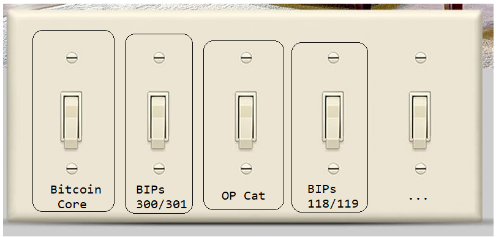 Bitcoin
Core
BIPs
300/301
OP Cat
BIPs
118/119
...